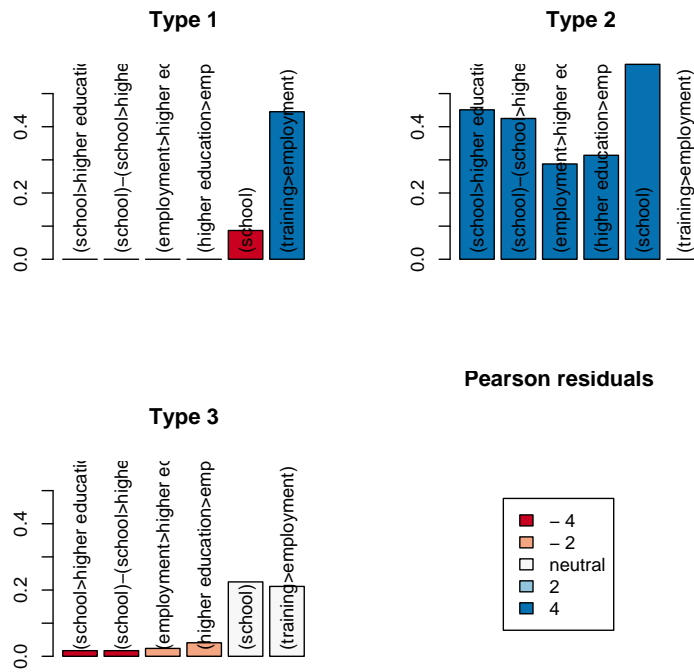 Type 1
0.0 0.2 0.4
(school>higher educatio
(school)−(school>highe
(employment>higher ec
(higher education>emp
(school)
(training>employment)
Type 2
0.0 0.2 0.4
(school>higher educatio
(school)−(school>highe
(employment>higher ec
(higher education>emp
(school)
(training>employment)
Type 3
0.0 0.2 0.4
(school>higher educatio
(school)−(school>highe
(employment>higher ec
(higher education>emp
(school)
(training>employment)
Pearson residuals
− 4
− 2
neutral
2
4